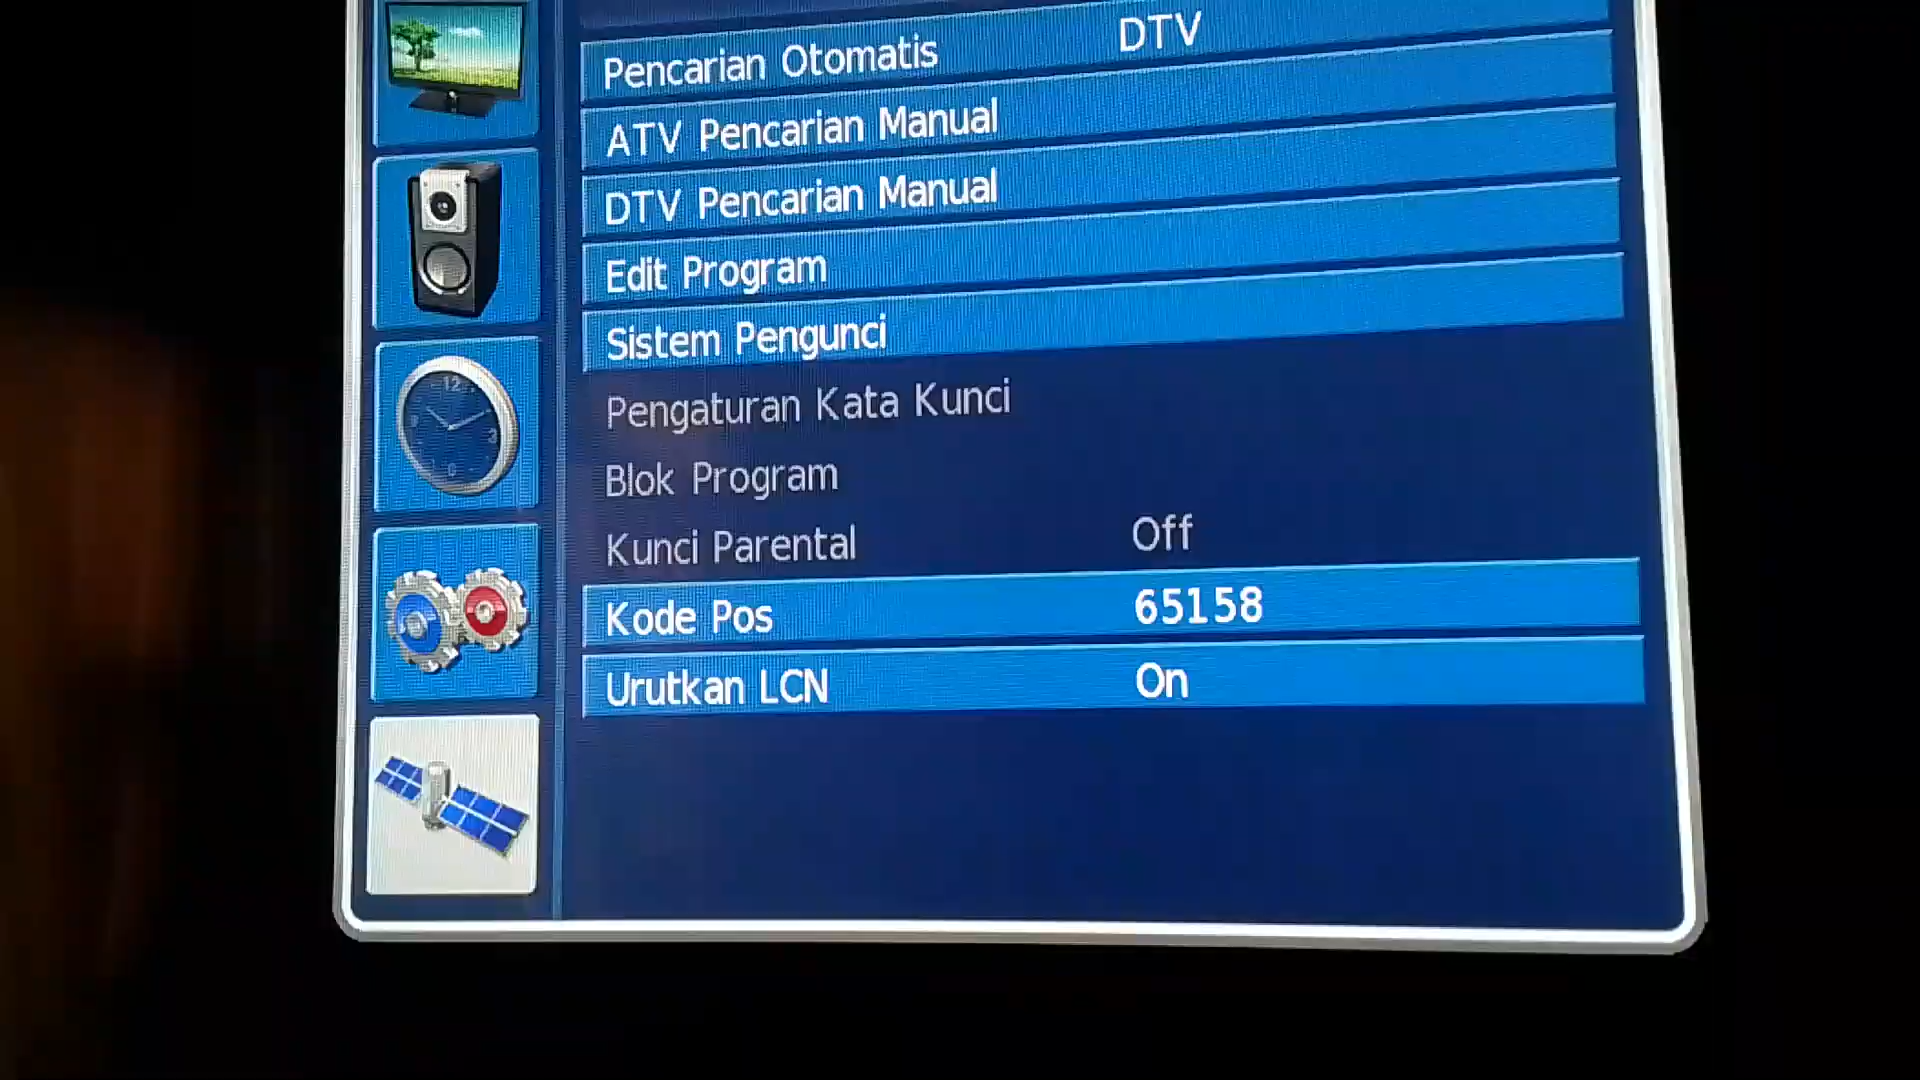 Pencarian Otomatis DTV
ATV Pencarian Manual
DTV Pencarian Manual
Edit Program
Sistem Pengunci
Pengaturan Kata Kunci
Blok Program
Kunci Parental Off
Kode Pos 65158
Urutkan LCN On